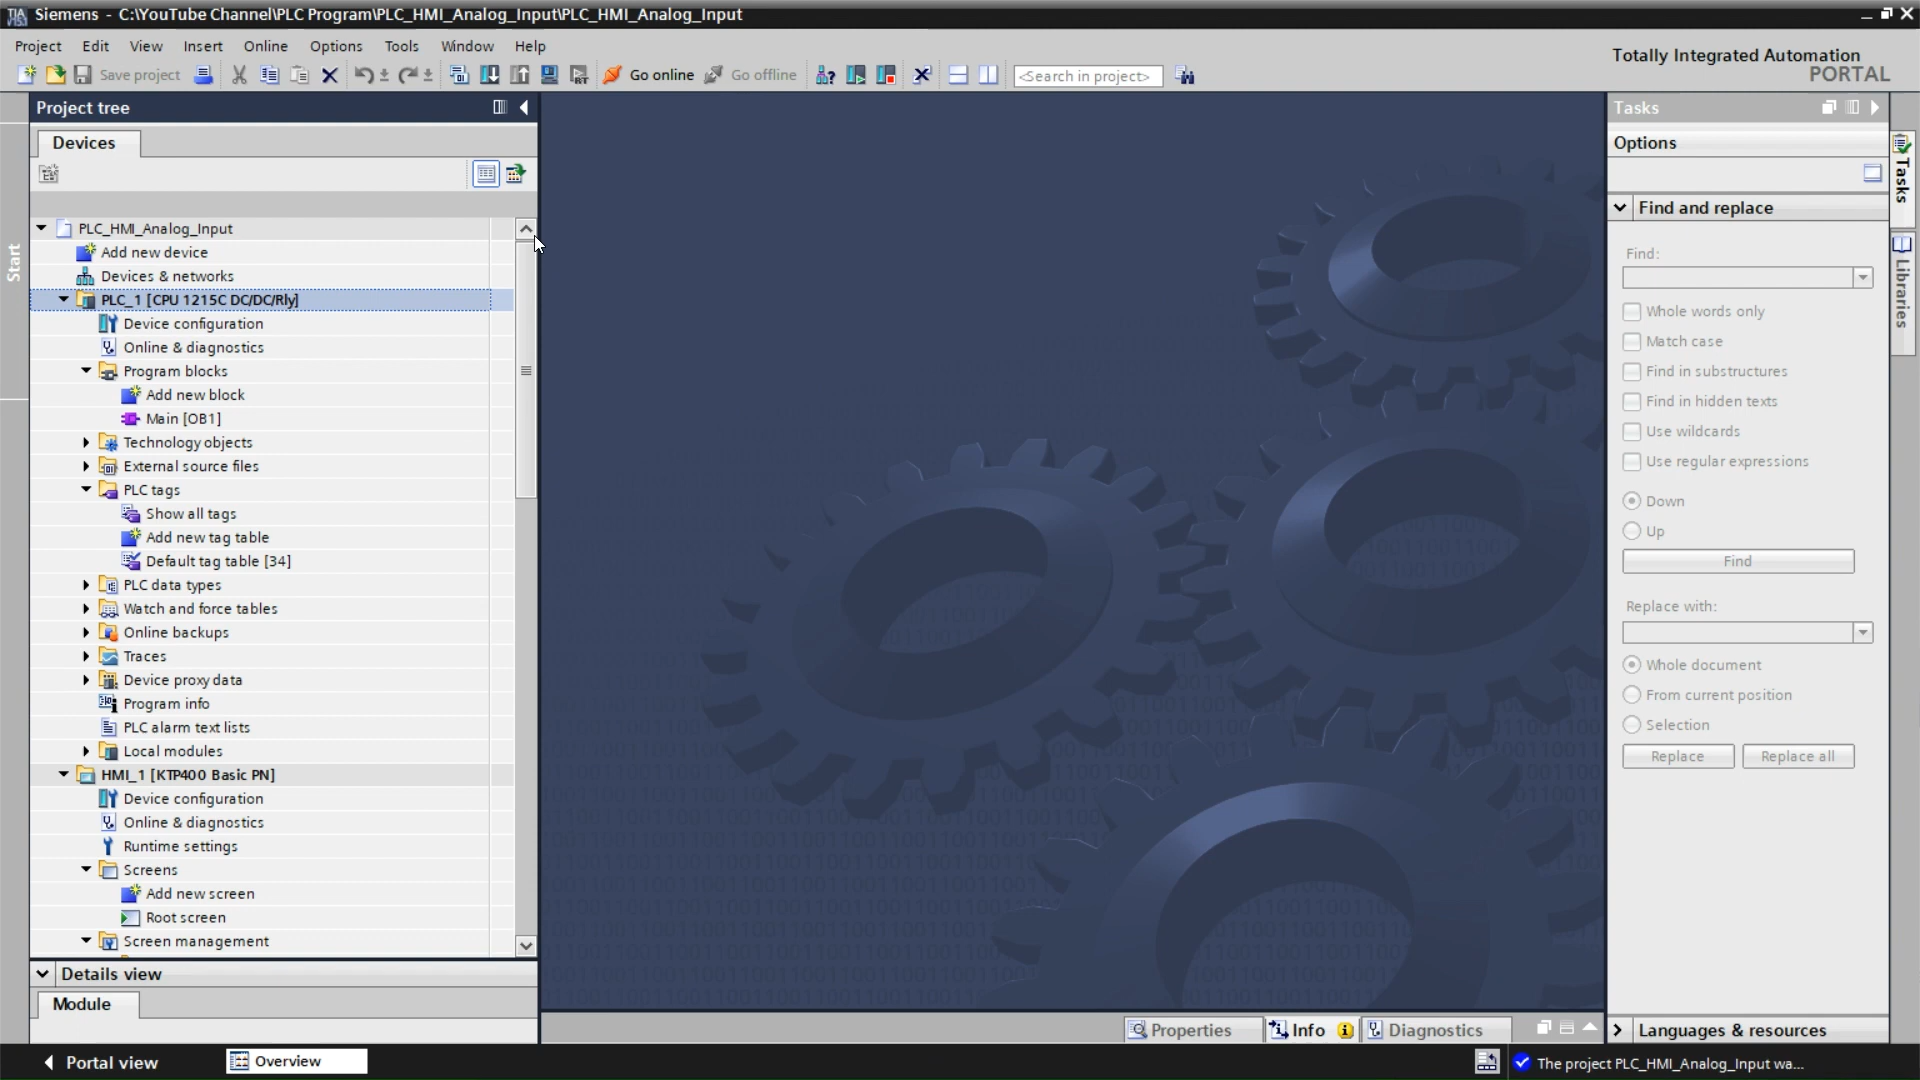 Siemens - C:\YouTube Channel\PLC Program\PLC_HMI_Analog_Input\PLC_HMI_Analog_Input
Project Edit View Insert Online Options Tools Window Help
Totally Integrated Automation
PORTAL
Save project
Go online
Go offline
<Search in project>
Project tree
Devices
Start
PLC_HMI_Analog_Input
Add new device
Devices & networks
PLC_1 [CPU 1215C DC/DC/Rly]
Device configuration
Online & diagnostics
Program blocks
Add new block
Main [OB1]
Technology objects
External source files
PLC tags
Show all tags
Add new tag table
Default tag table [34]
PLC data types
Watch and force tables
Online backups
Traces
Device proxy data
Program info
PLC alarm text lists
Local modules
HMI_1 [KTP400 Basic PN]
Device configuration
Online & diagnostics
Runtime settings
Screens
Add new screen
Root screen
Screen management
Details view
Module
Properties
Info
Diagnostics
Tasks
Options
Find and replace
Find:
Whole words only
Match case
Find in substructures
Find in hidden texts
Use wildcards
Use regular expressions
Down
Up
Find
Replace with:
Whole document
From current position
Selection
Replace
Replace all
Languages & resources
Tasks
Libraries
Portal view
Overview
The project PLC_HMI_Analog_Input wa...